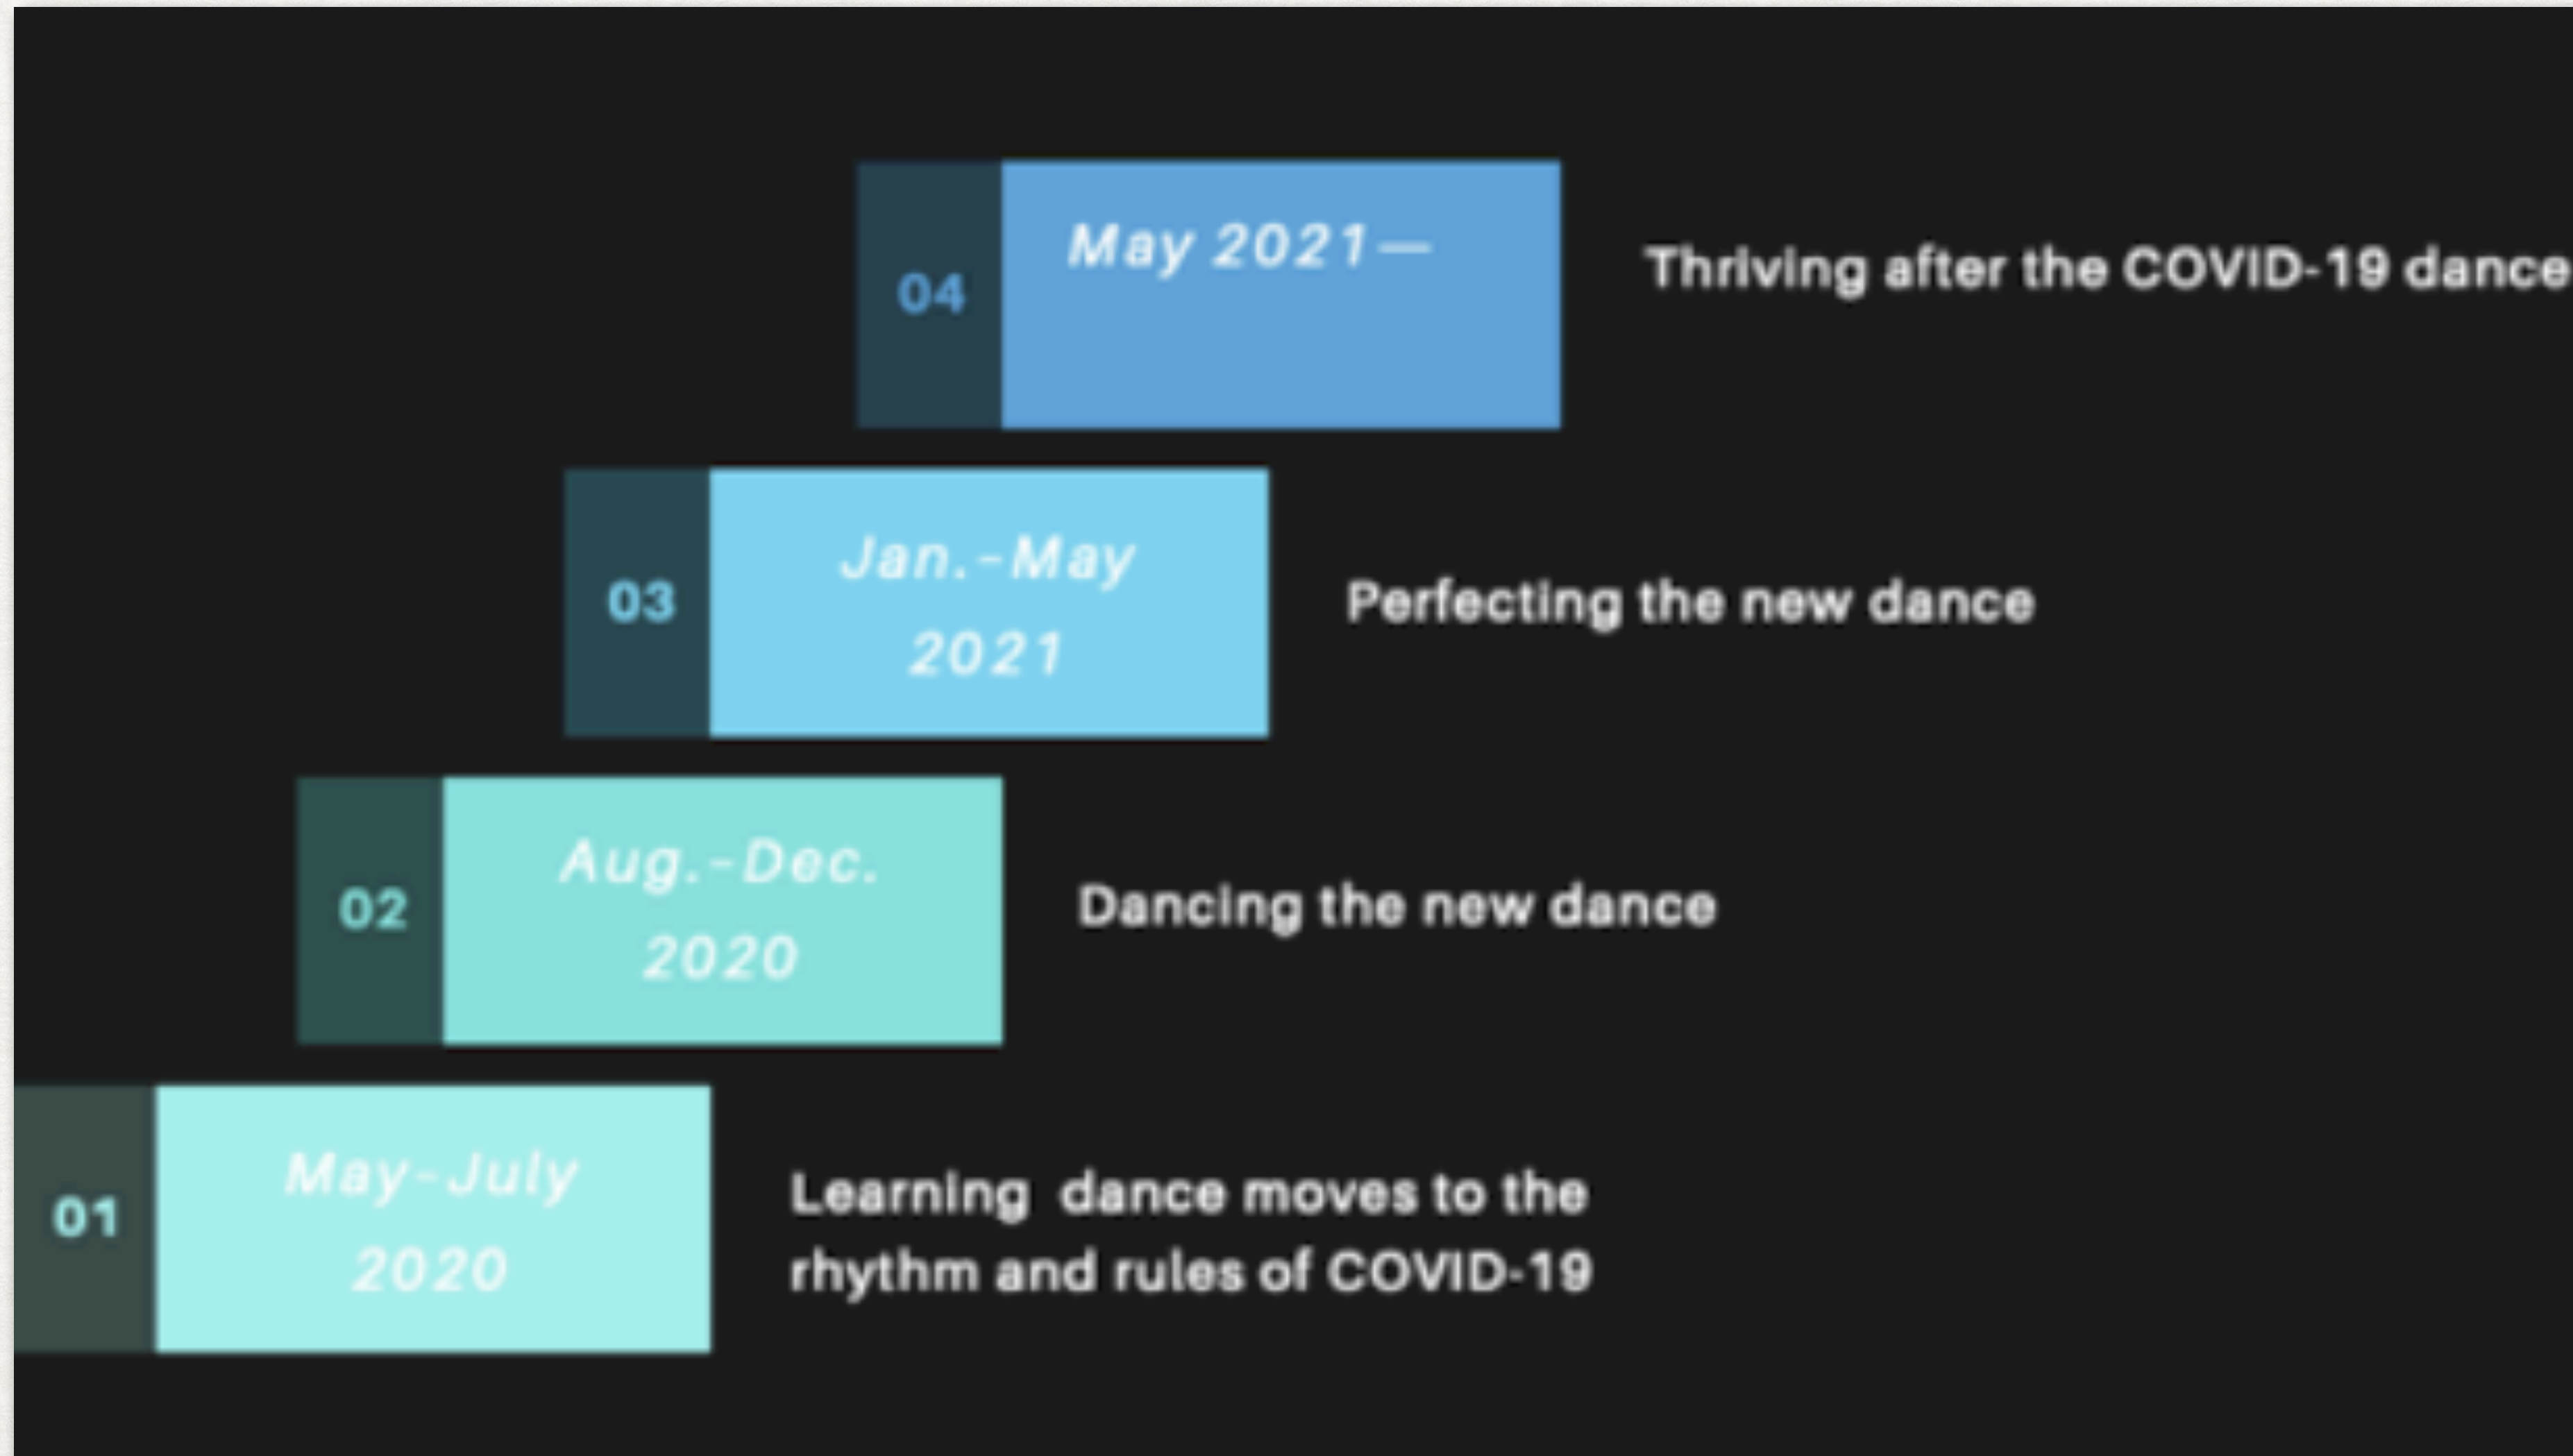 04
May 2021—
Thriving after the COVID-19 dance
03
Jan.-May
2021
Perfecting the new dance
02
Aug.-Dec.
2020
Dancing the new dance
01
May-July
2020
Learning  dance moves to the
rhythm and rules of COVID-19